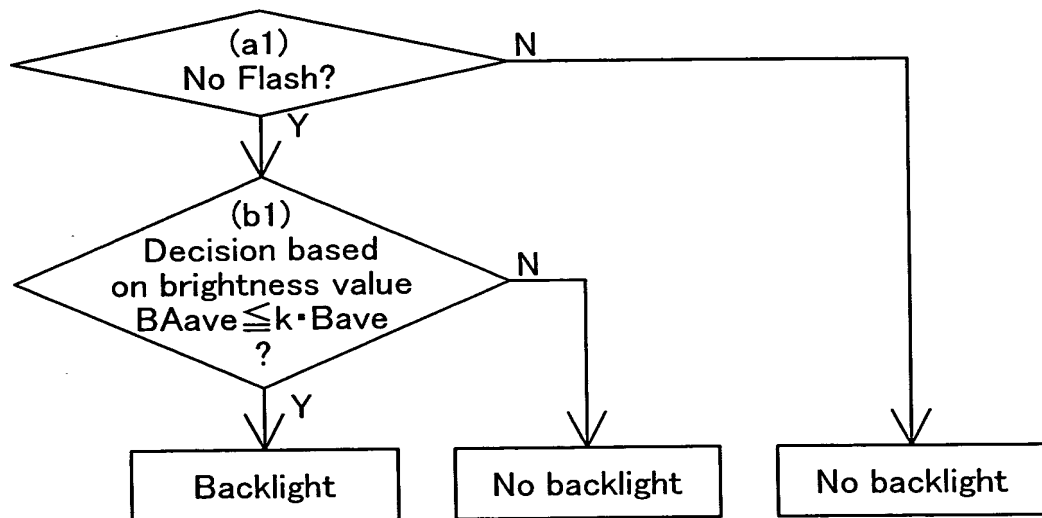 (a1)
No Flash?
N
Y
(b1)
Decision based
on brightness value
BAave≦k・Bave
?
N
Y
Backlight
No backlight
No backlight